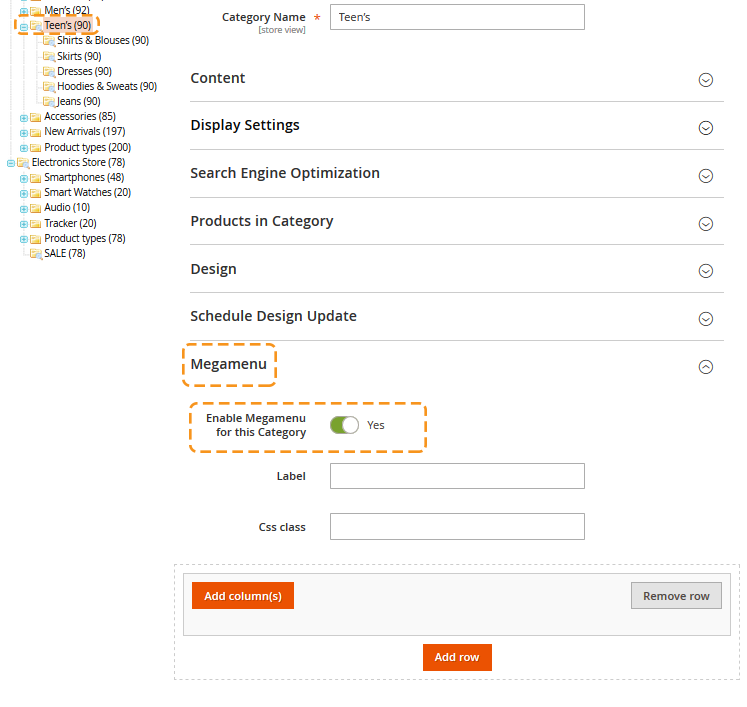 Men's (92)
Teen's (90)
Shirts & Blouses (90)
Skirts (90)
Dresses (90)
Hoodies & Sweats (90)
Jeans (90)
Accessories (85)
New Arrivals (197)
Product types (200)
Electronics Store (78)
Smartphones (48)
Smart Watches (20)
Audio (10)
Tracker (20)
Product types (78)
SALE (78)
Category Name * Teen's
[store view]
Content
Display Settings
Search Engine Optimization
Products in Category
Design
Schedule Design Update
Megamenu
Enable Megamenu
for this Category
Yes
Label
Css class
Add column(s) Remove row
Add row